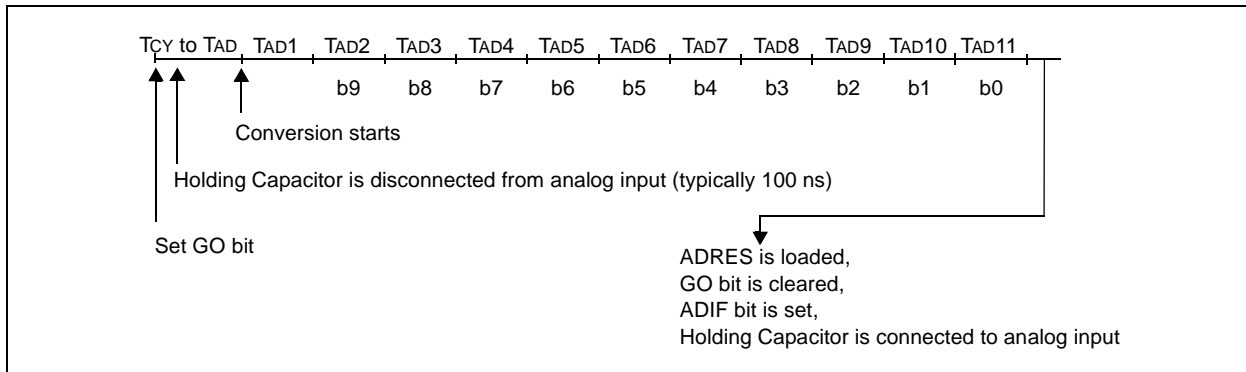 TCY to TAD TAD1 TAD2 TAD3 TAD4 TAD5 TAD6 TAD7 TAD8 TAD9 TAD10 TAD11
b9 b8 b7 b6 b5 b4 b3 b2 b1 b0
Conversion starts
Holding Capacitor is disconnected from analog input (typically 100 ns)
Set GO bit
ADRES is loaded,
GO bit is cleared,
ADIF bit is set,
Holding Capacitor is connected to analog input